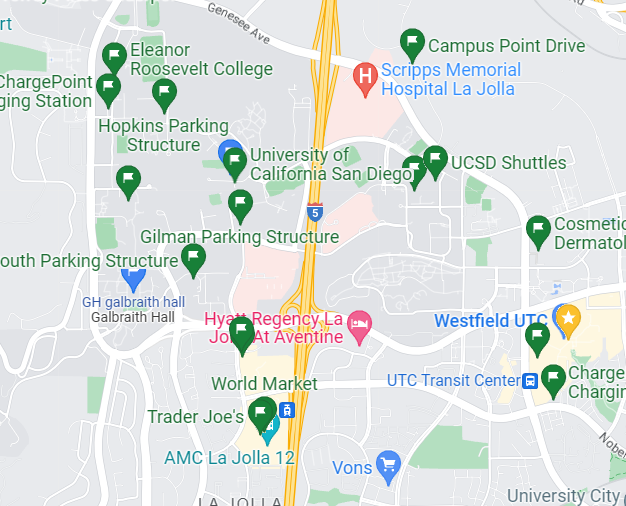 Genesee Ave
Eleanor
Roosevelt College
ChargePoint
ging Station
Campus Point Drive
H
Scripps Memorial
Hospital La Jolla
Hopkins Parking
Structure
University of
California San Diego
UCSD Shuttles
5
Gilman Parking Structure
Cosmetic
Dermatol
outh Parking Structure
GH galbraith hall
Galbraith Hall
Hyatt Regency La
Jolla At Aventine
Westfield UTC
World Market
UTC Transit Center
Charge
Chargin
Trader Joe's
AMC La Jolla 12
Vons
Nobel
University City
LA JOLLA